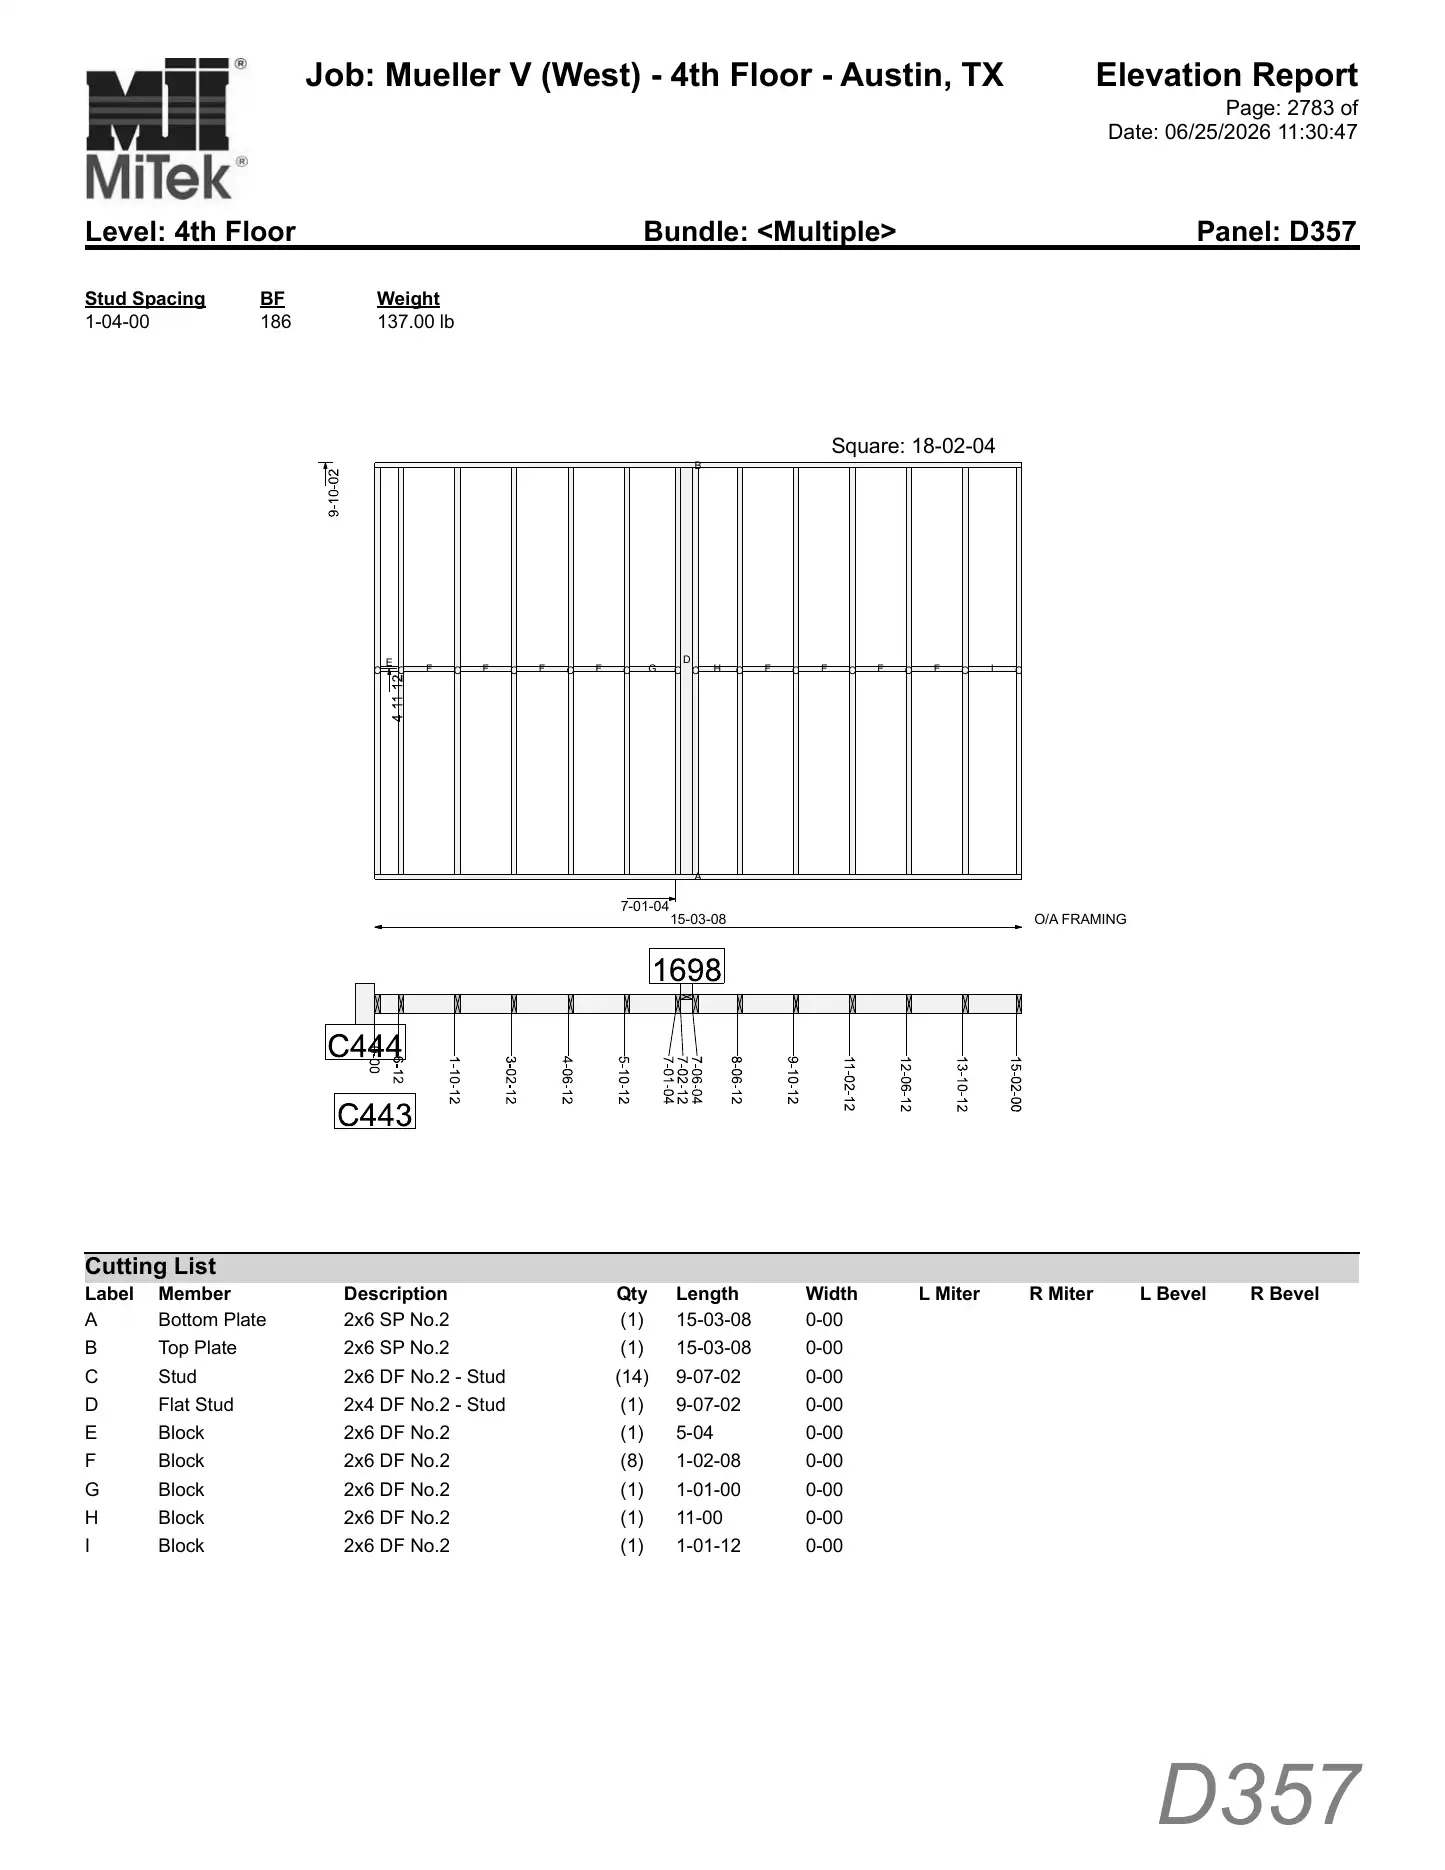 Job: Mueller V (West) - 4th Floor - Austin, TX
Elevation Report
Page: 2783 of
Date: 06/25/2026 11:30:47
MiTek®
Level: 4th Floor
Bundle: <Multiple>
Panel: D357
Stud Spacing BF Weight
1-04-00 186 137.00 lb
Square: 18-02-04
B
9-10-02
E F F F F G D H F F F F I
4-11-12
A
7-01-04
15-03-08
O/A FRAMING
1698
C444
C443
00 6-12 1-10-12 3-02-12 4-06-12 5-10-12 7-01-04 7-02-12 7-06-04 8-06-12 9-10-12 11-02-12 12-06-12 13-10-12 15-02-00
Cutting List
Label Member Description Qty Length Width L Miter R Miter L Bevel R Bevel
A Bottom Plate 2x6 SP No.2 (1) 15-03-08 0-00
B Top Plate 2x6 SP No.2 (1) 15-03-08 0-00
C Stud 2x6 DF No.2 - Stud (14) 9-07-02 0-00
D Flat Stud 2x4 DF No.2 - Stud (1) 9-07-02 0-00
E Block 2x6 DF No.2 (1) 5-04 0-00
F Block 2x6 DF No.2 (8) 1-02-08 0-00
G Block 2x6 DF No.2 (1) 1-01-00 0-00
H Block 2x6 DF No.2 (1) 11-00 0-00
I Block 2x6 DF No.2 (1) 1-01-12 0-00
D357